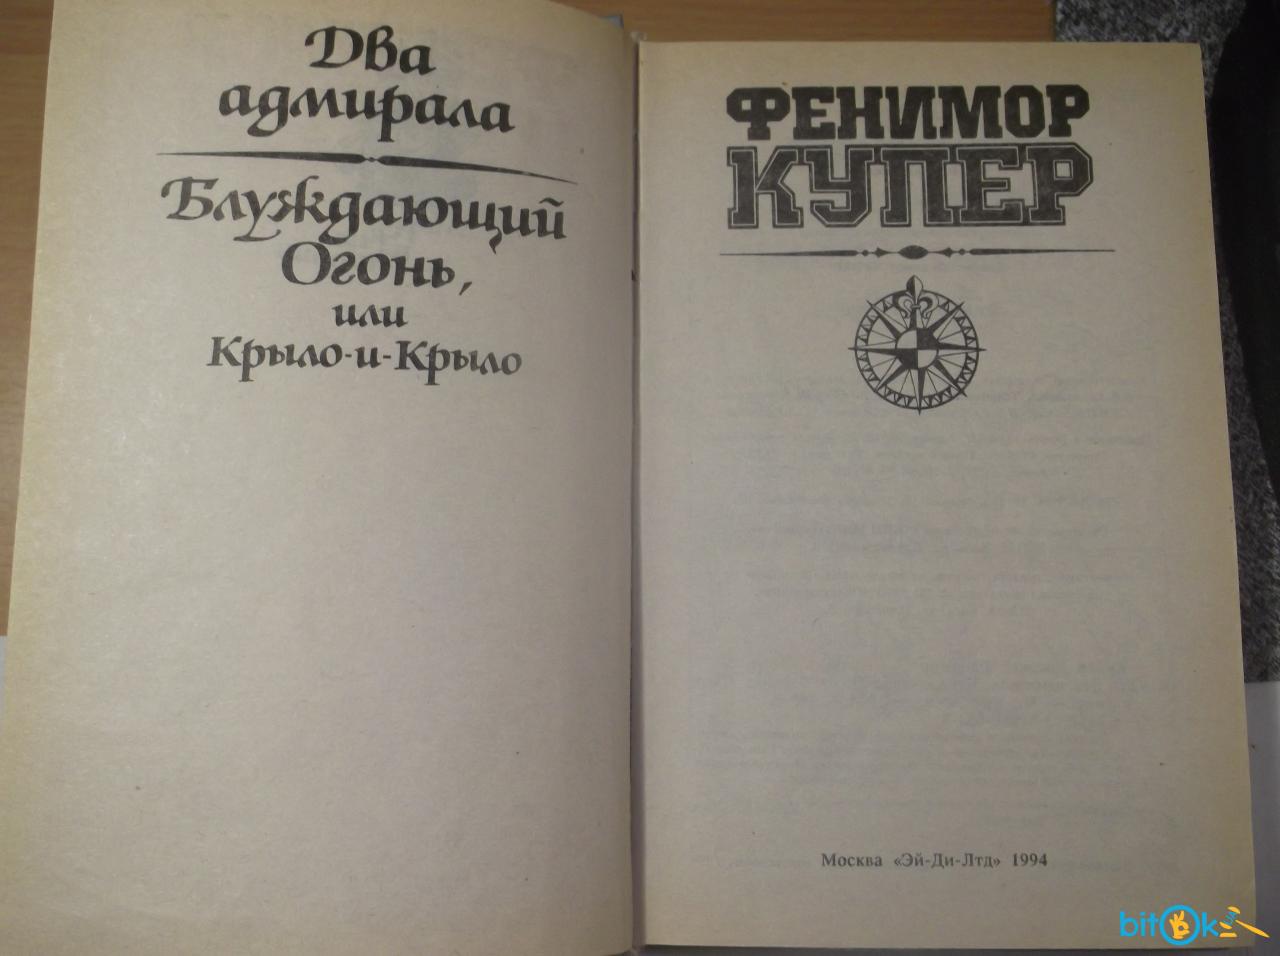 Два
адмирала
Блуждающий
Огонь,
или
Крыло-и-Крыло
ФЕНИМОР
КУПЕР
Москва «Эй-Ди-Лтд» 1994
bitOk